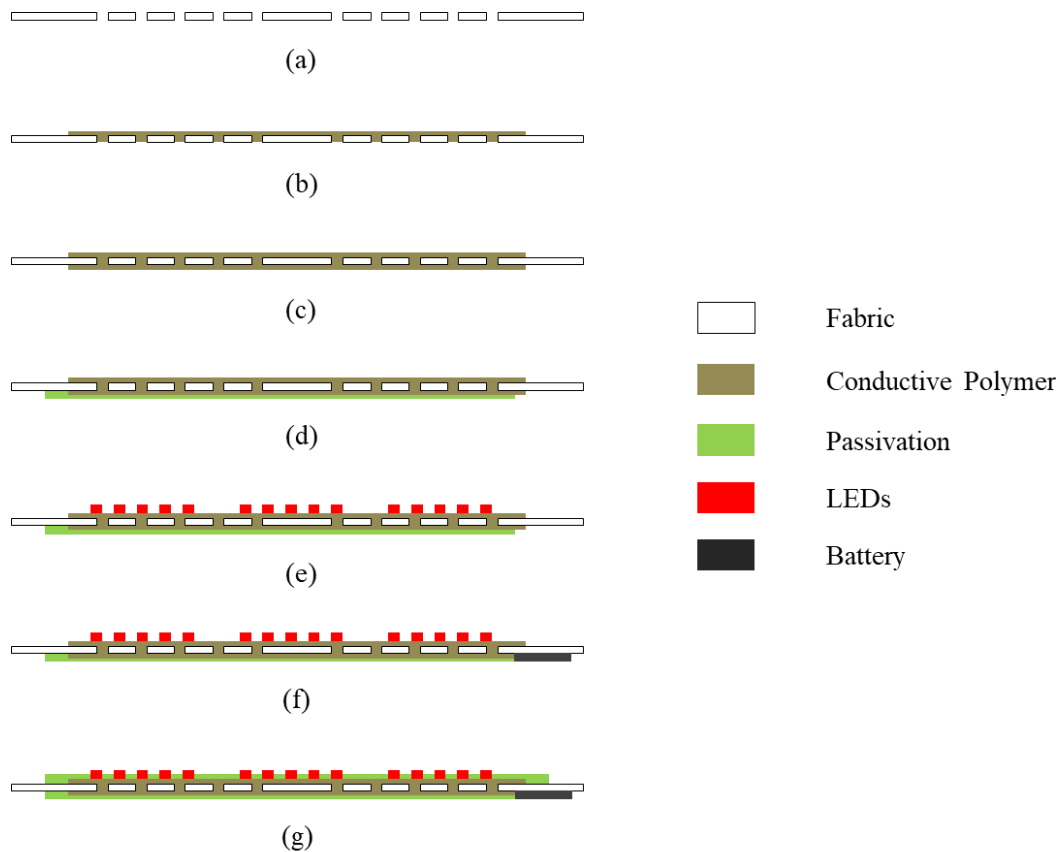 (a)
(b)
(c)
(d)
(e)
(f)
(g)
Fabric
Conductive Polymer
Passivation
LEDs
Battery